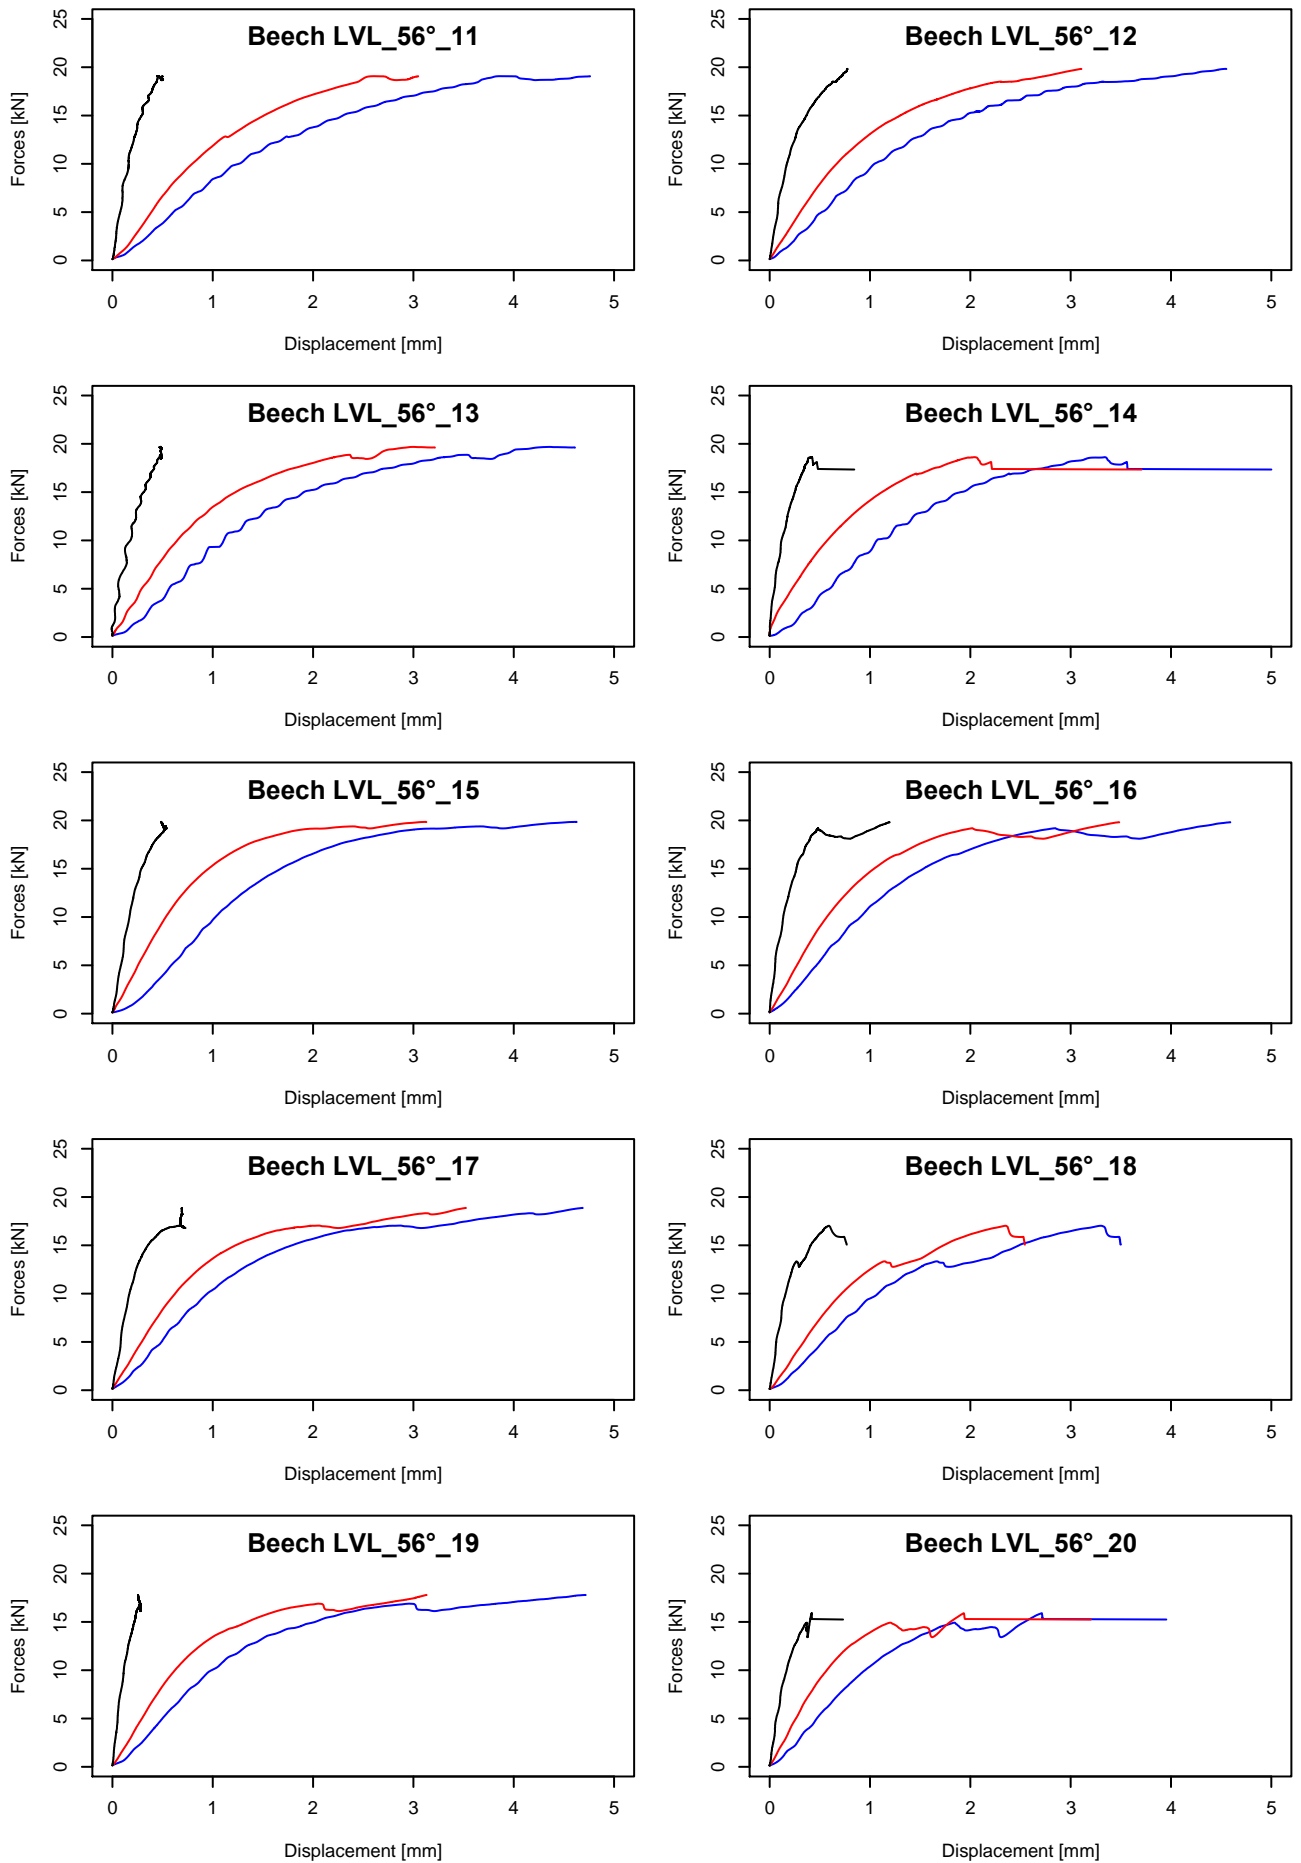 Beech LVL_56°_11
Forces [kN]
0 5 10 15 20 25
0 1 2 3 4 5
Displacement [mm]
Beech LVL_56°_12
Forces [kN]
0 5 10 15 20 25
0 1 2 3 4 5
Displacement [mm]
Beech LVL_56°_13
Forces [kN]
0 5 10 15 20 25
0 1 2 3 4 5
Displacement [mm]
Beech LVL_56°_14
Forces [kN]
0 5 10 15 20 25
0 1 2 3 4 5
Displacement [mm]
Beech LVL_56°_15
Forces [kN]
0 5 10 15 20 25
0 1 2 3 4 5
Displacement [mm]
Beech LVL_56°_16
Forces [kN]
0 5 10 15 20 25
0 1 2 3 4 5
Displacement [mm]
Beech LVL_56°_17
Forces [kN]
0 5 10 15 20 25
0 1 2 3 4 5
Displacement [mm]
Beech LVL_56°_18
Forces [kN]
0 5 10 15 20 25
0 1 2 3 4 5
Displacement [mm]
Beech LVL_56°_19
Forces [kN]
0 5 10 15 20 25
0 1 2 3 4 5
Displacement [mm]
Beech LVL_56°_20
Forces [kN]
0 5 10 15 20 25
0 1 2 3 4 5
Displacement [mm]